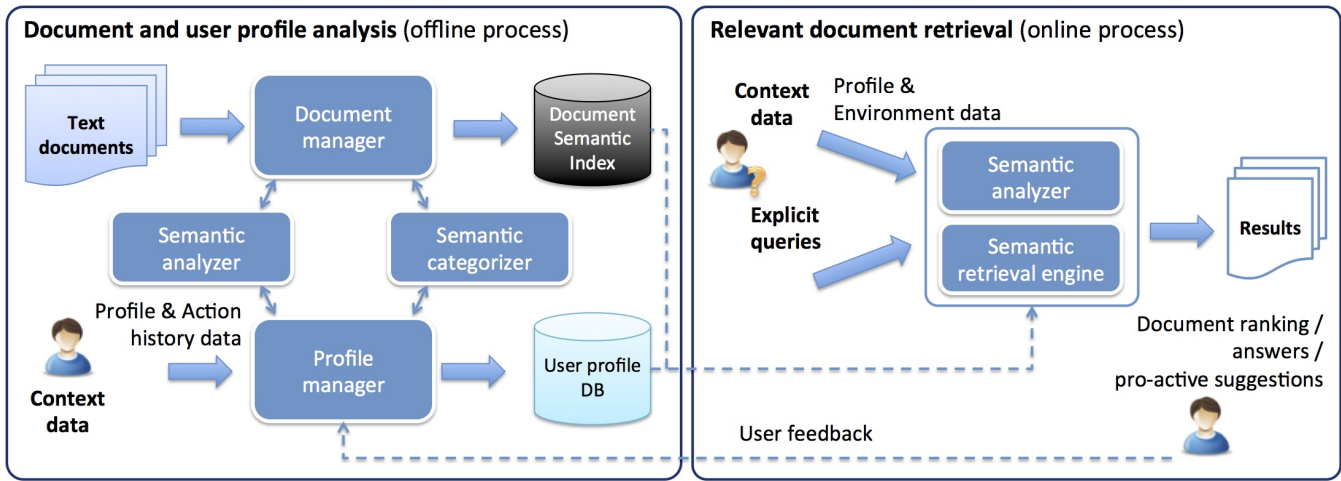 Document and user profile analysis (offline process)
Text
documents
Document
manager
Document
Semantic
Index
Semantic
analyzer
Semantic
categorizer
Profile & Action
history data
Context
data
Profile
manager
User profile
DB
Relevant document retrieval (online process)
Context
data
Profile &
Environment data
?
Explicit
queries
Semantic
analyzer
Semantic
retrieval engine
Results
Document ranking /
answers /
pro-active suggestions
User feedback